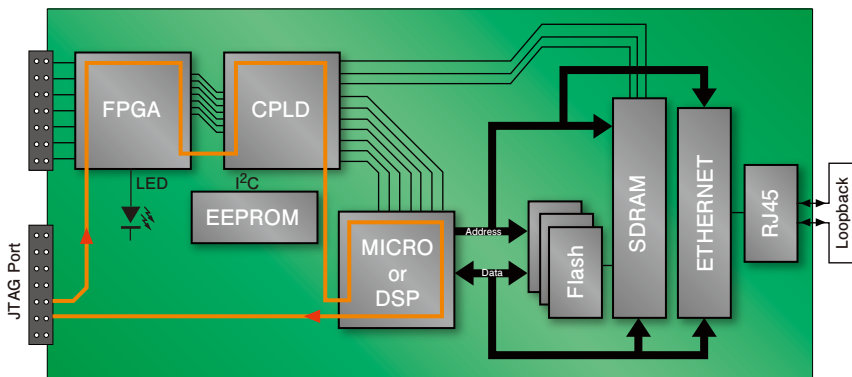 FPGA
CPLD
LED
I²C
EEPROM
JTAG Port
MICRO
or
DSP
Address
Data
Flash
SDRAM
ETHERNET
RJ45
Loopback